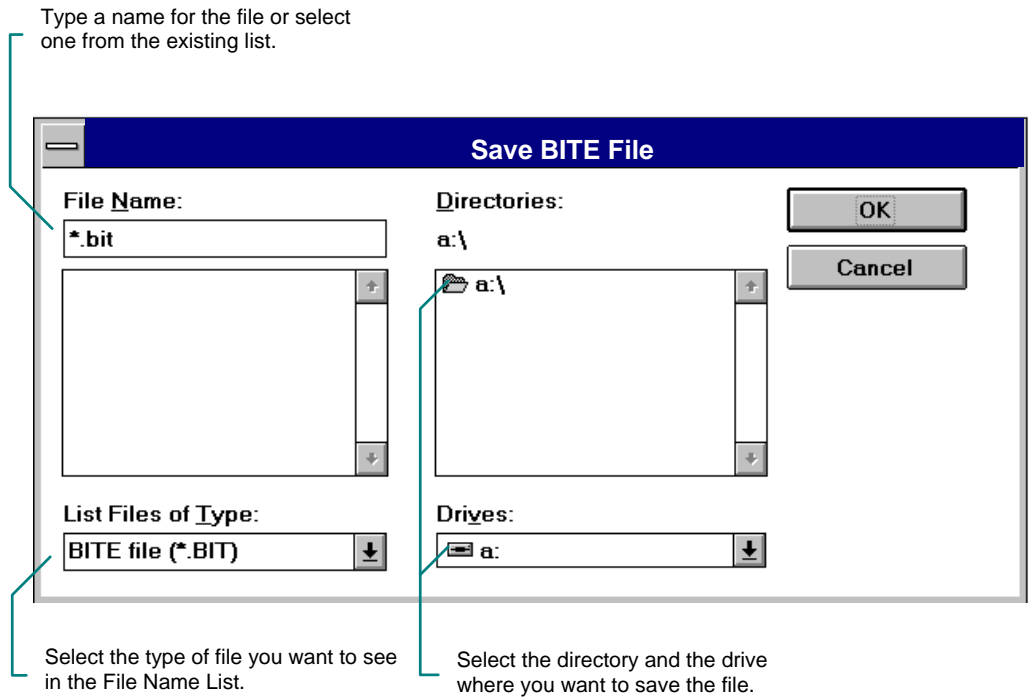 Type a name for the file or select
one from the existing list.
Save BITE File
File Name:
*.bit
Directories:
a:\
a:\
OK
Cancel
List Files of Type:
BITE file (*.BIT)
Drives:
a:
Select the type of file you want to see
in the File Name List.
Select the directory and the drive
where you want to save the file.